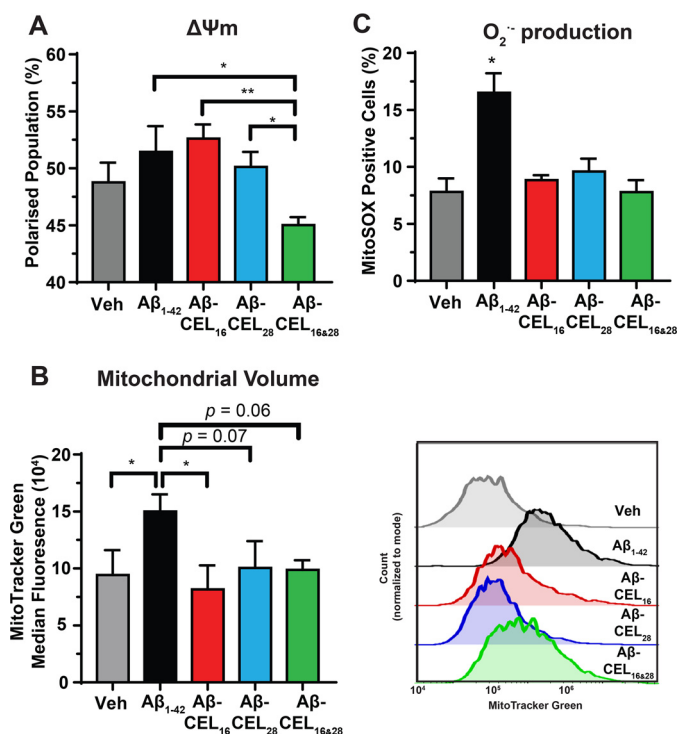 A
ΔΨm
Polarised Population (%)
60
55
50
45
40
*
**
*
Veh
Aβ1-42
Aβ-
CEL16
Aβ-
CEL28
Aβ-
CEL16&28
C
O2·- production
MitoSOX Positive Cells (%)
20
15
10
5
0
*
Veh
Aβ1-42
Aβ-
CEL16
Aβ-
CEL28
Aβ-
CEL16&28
B
Mitochondrial Volume
MitoTracker Green
Median Fluoresence (10⁴)
20
15
10
5
0
p = 0.06
p = 0.07
*
*
Veh
Aβ1-42
Aβ-
CEL16
Aβ-
CEL28
Aβ-
CEL16&28
Count
(normalized to mode)
Veh
Aβ1-42
Aβ-
CEL16
Aβ-
CEL28
Aβ-
CEL16&28
10⁴
10⁵
10⁶
MitoTracker Green